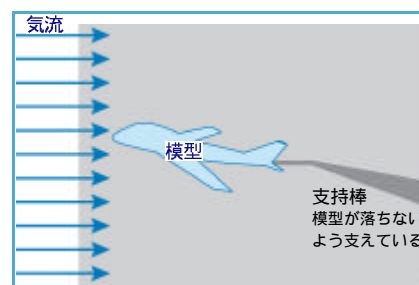 気流
模型
支持棒
模型が落ちない
よう支えている